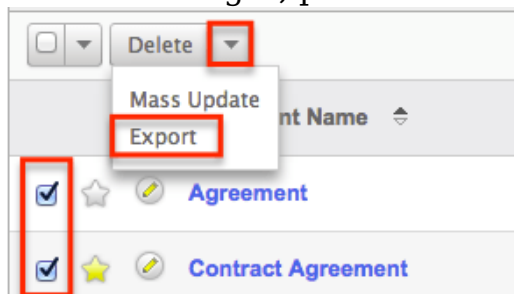 Delete
Mass Update
nt Name
Export
Agreement
Contract Agreement